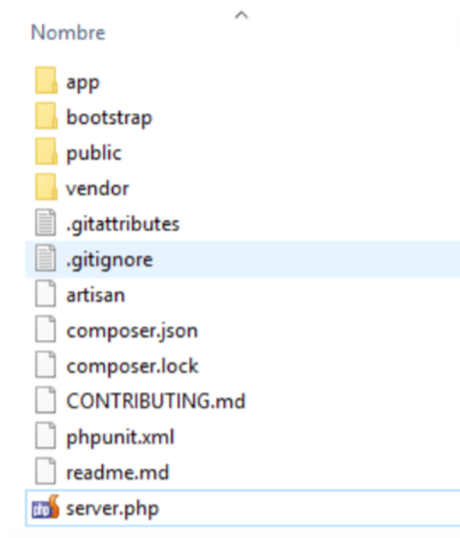 Nombre
app
bootstrap
public
vendor
.gitattributes
.gitignore
artisan
composer.json
composer.lock
CONTRIBUTING.md
phpunit.xml
readme.md
php server.php